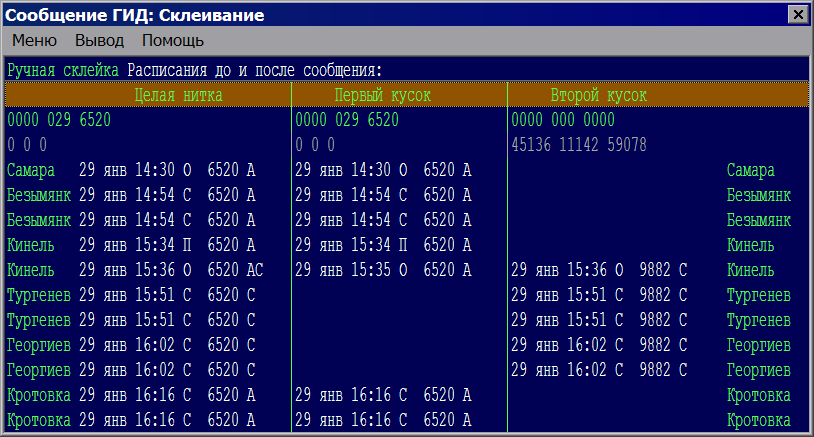 Сообщение ГИД: Склеивание
Меню Вывод Помощь
Ручная склейка Расписания до и после сообщения:
Целая нитка Первый кусок Второй кусок
0000 029 6520 0000 029 6520 0000 000 0000
0 0 0 0 0 0 45136 11142 59078
Самара 29 янв 14:30 О 6520 А 29 янв 14:30 О 6520 А Самара
Безымянк 29 янв 14:54 С 6520 А 29 янв 14:54 С 6520 А Безымянк
Безымянк 29 янв 14:54 С 6520 А 29 янв 14:54 С 6520 А Безымянк
Кинель 29 янв 15:34 П 6520 А 29 янв 15:34 П 6520 А Кинель
Кинель 29 янв 15:36 О 6520 АС 29 янв 15:35 О 6520 А 29 янв 15:36 О 9882 С Кинель
Тургенев 29 янв 15:51 С 6520 С 29 янв 15:51 С 9882 С Тургенев
Тургенев 29 янв 15:51 С 6520 С 29 янв 15:51 С 9882 С Тургенев
Георгиев 29 янв 16:02 С 6520 С 29 янв 16:02 С 9882 С Георгиев
Георгиев 29 янв 16:02 С 6520 С 29 янв 16:02 С 9882 С Георгиев
Кротовка 29 янв 16:16 С 6520 А 29 янв 16:16 С 6520 А Кротовка
Кротовка 29 янв 16:16 С 6520 А 29 янв 16:16 С 6520 А Кротовка